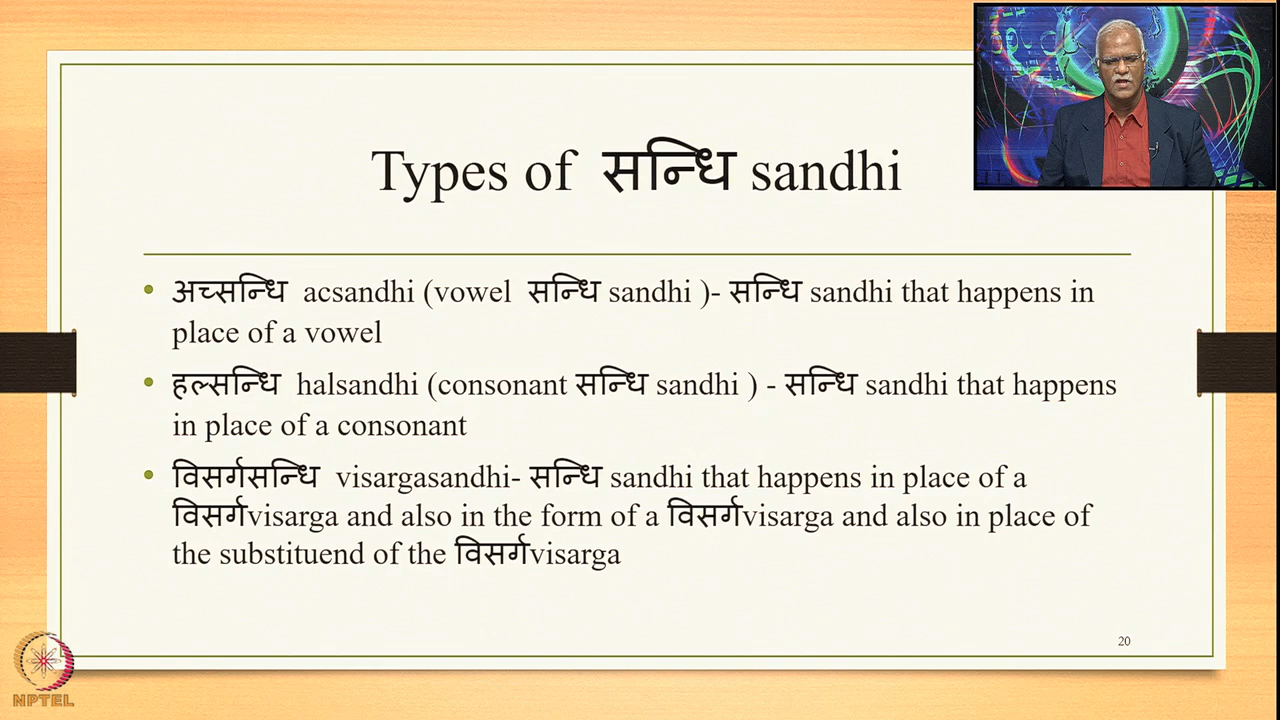 Types of सन्धि sandhi
• अच्सन्धि acsandhi (vowel सन्धि sandhi )- सन्धि sandhi that happens in
place of a vowel
• हल्सन्धि halsandhi (consonant सन्धि sandhi ) - सन्धि sandhi that happens
in place of a consonant
• विसर्गसन्धि visargasandhi- सन्धि sandhi that happens in place of a
विसर्गvisarga and also in the form of a विसर्गvisarga and also in place of
the substituend of the विसर्गvisarga
20
NPTEL